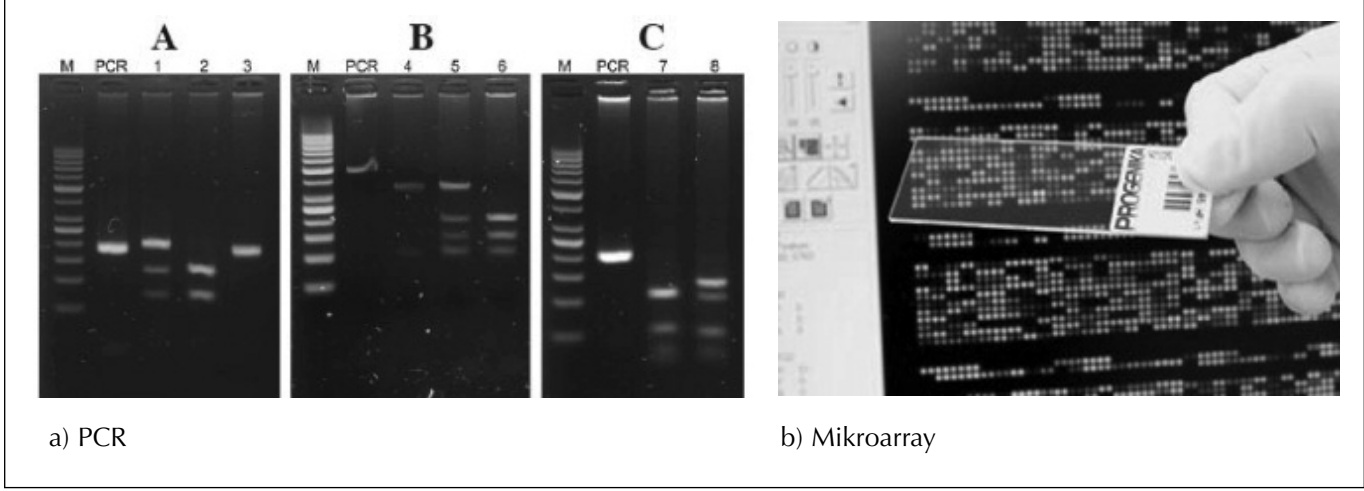 A B C
M PCR 1 2 3 M PCR 4 5 6 M PCR 7 8
PROGENIKA
a) PCR
b) Mikroarray